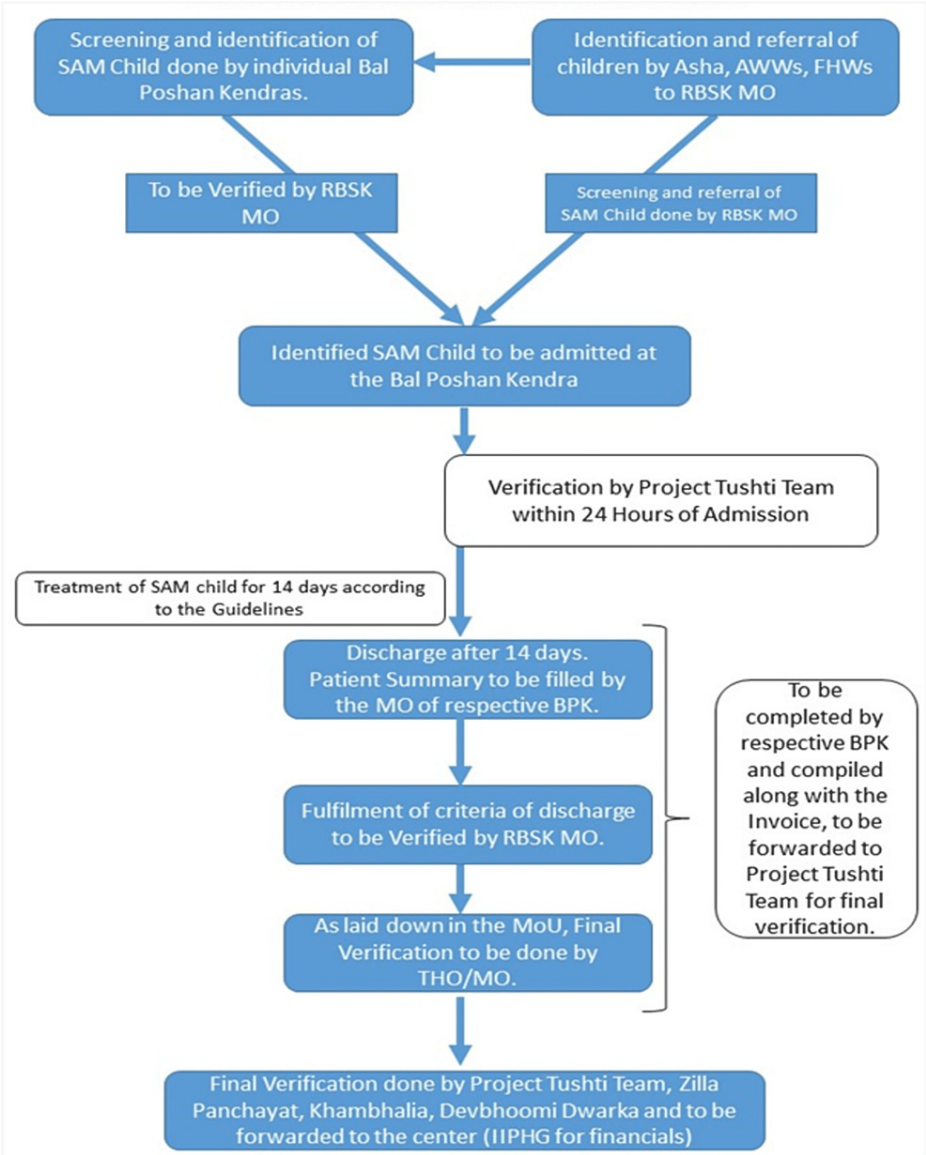 Screening and identification of
SAM Child done by individual Bal
Poshan Kendras.
Identification and referral of
children by Asha, AWWs, FHWs
to RBSK MO
To be Verified by RBSK
MO
Screening and referral of
SAM Child done by RBSK MO
Identified SAM Child to be admitted at
the Bal Poshan Kendra
Verification by Project Tushti Team
within 24 Hours of Admission
Treatment of SAM child for 14 days according
to the Guidelines
Discharge after 14 days.
Patient Summary to be filled by
the MO of respective BPK.
Fulfilment of criteria of discharge
to be Verified by RBSK MO.
As laid down in the MoU, Final
Verification to be done by
THO/MO.
To be
completed by
respective BPK
and compiled
along with the
Invoice, to be
forwarded to
Project Tushti
Team for final
verification.
Final Verification done by Project Tushti Team, Zilla
Panchayat, Khambhalia, Devbhoomi Dwarka and to be
forwarded to the center (IIPHG for financials)